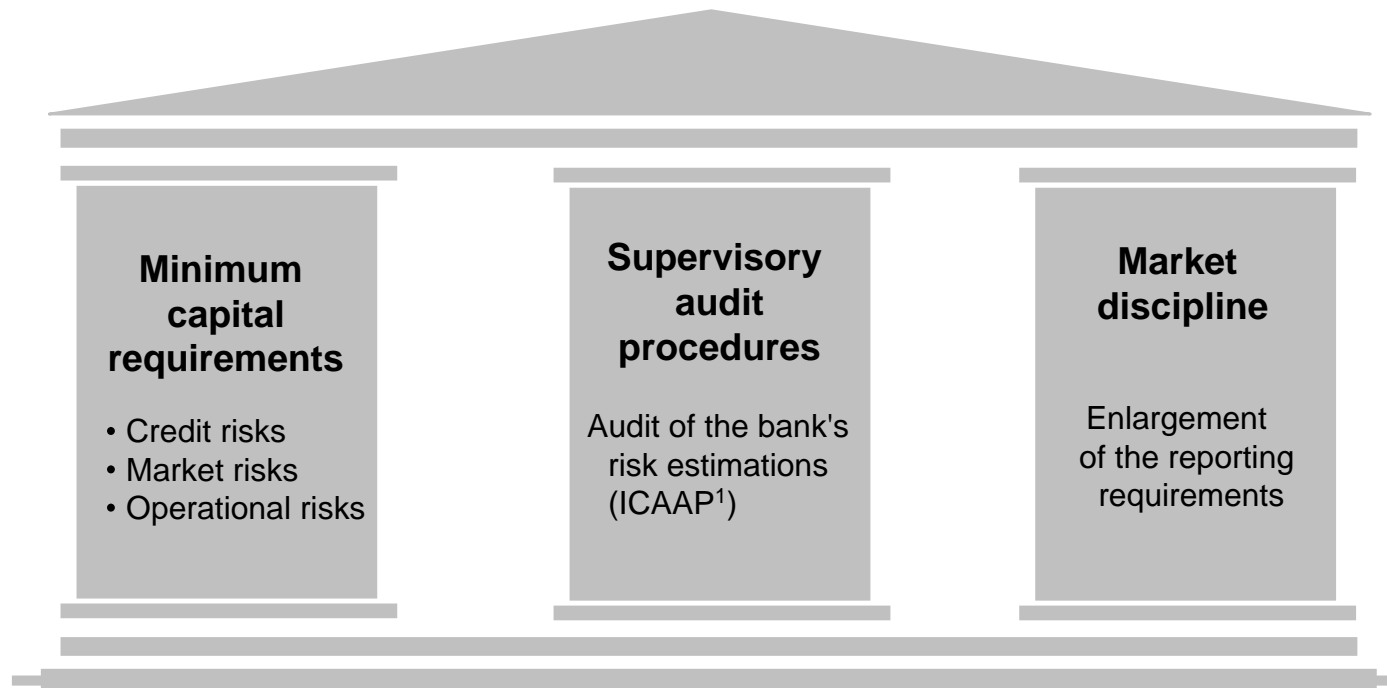 Minimum
capital
requirements
• Credit risks
• Market risks
• Operational risks
Supervisory
audit
procedures
Audit of the bank's
risk estimations
(ICAAP¹)
Market
discipline
Enlargement
of the reporting
requirements